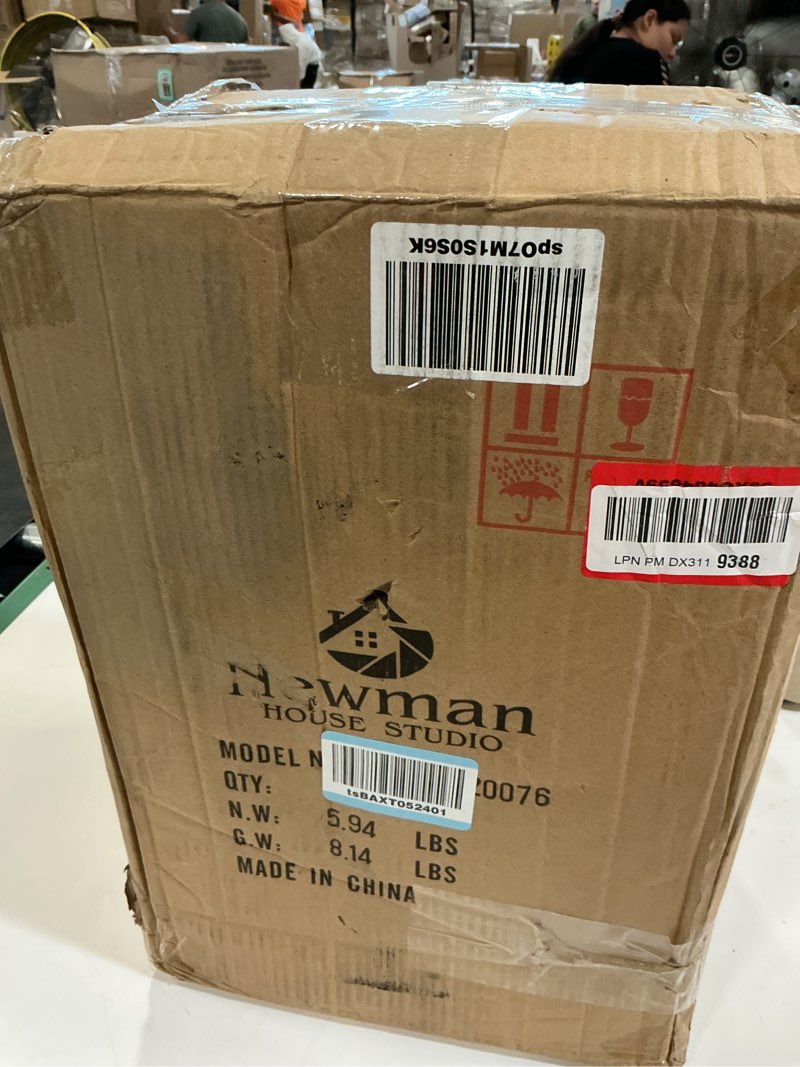 spO7M1S0S6K
LPN PM DX311 9388
Newman
HOUSE STUDIO
MODEL N 20076
tsBAXT052401
QTY:
N.W: 5.94 LBS
G.W: 8.14 LBS
MADE IN CHINA